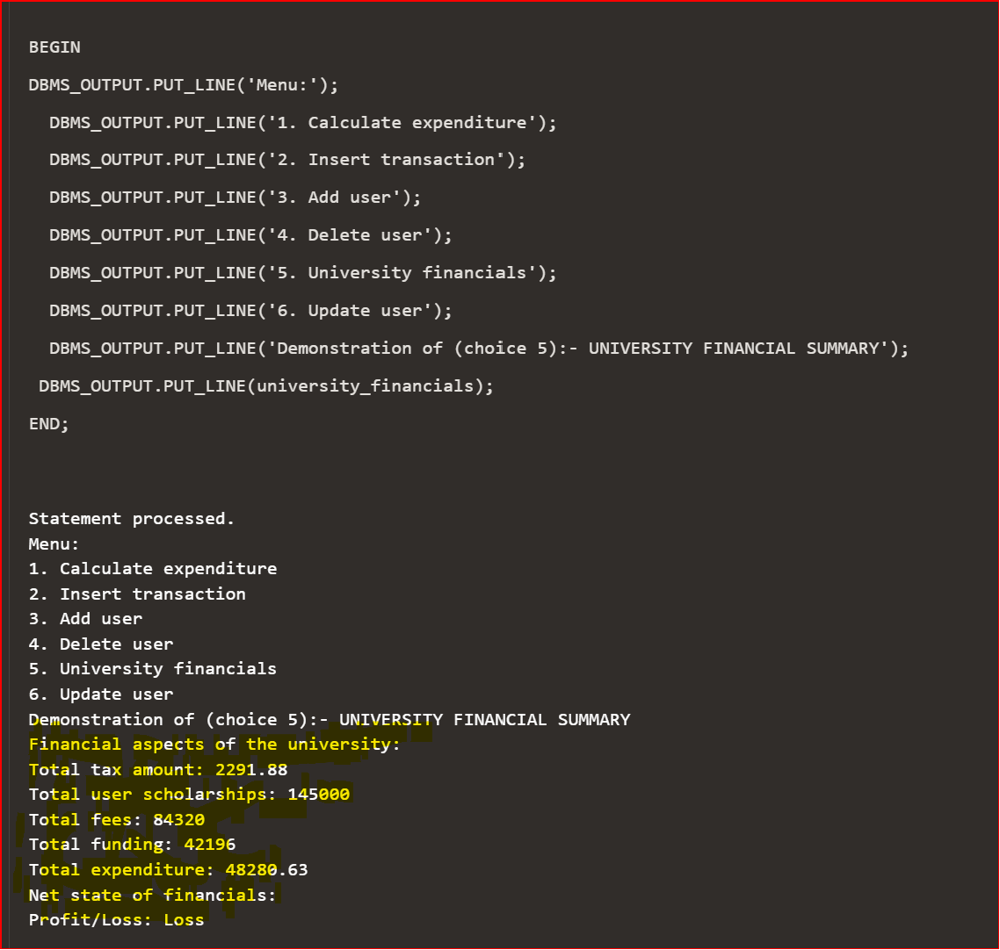 BEGIN
DBMS_OUTPUT.PUT_LINE('Menu:');
DBMS_OUTPUT.PUT_LINE('1. Calculate expenditure');
DBMS_OUTPUT.PUT_LINE('2. Insert transaction');
DBMS_OUTPUT.PUT_LINE('3. Add user');
DBMS_OUTPUT.PUT_LINE('4. Delete user');
DBMS_OUTPUT.PUT_LINE('5. University financials');
DBMS_OUTPUT.PUT_LINE('6. Update user');
DBMS_OUTPUT.PUT_LINE('Demonstration of (choice 5):- UNIVERSITY FINANCIAL SUMMARY');
DBMS_OUTPUT.PUT_LINE(university_financials);
END;
Statement processed.
Menu:
1. Calculate expenditure
2. Insert transaction
3. Add user
4. Delete user
5. University financials
6. Update user
Demonstration of (choice 5):- UNIVERSITY FINANCIAL SUMMARY
Financial aspects of the university:
Total tax amount: 2291.88
Total user scholarships: 145000
Total fees: 84320
Total funding: 42196
Total expenditure: 48280.63
Net state of financials:
Profit/Loss: Loss